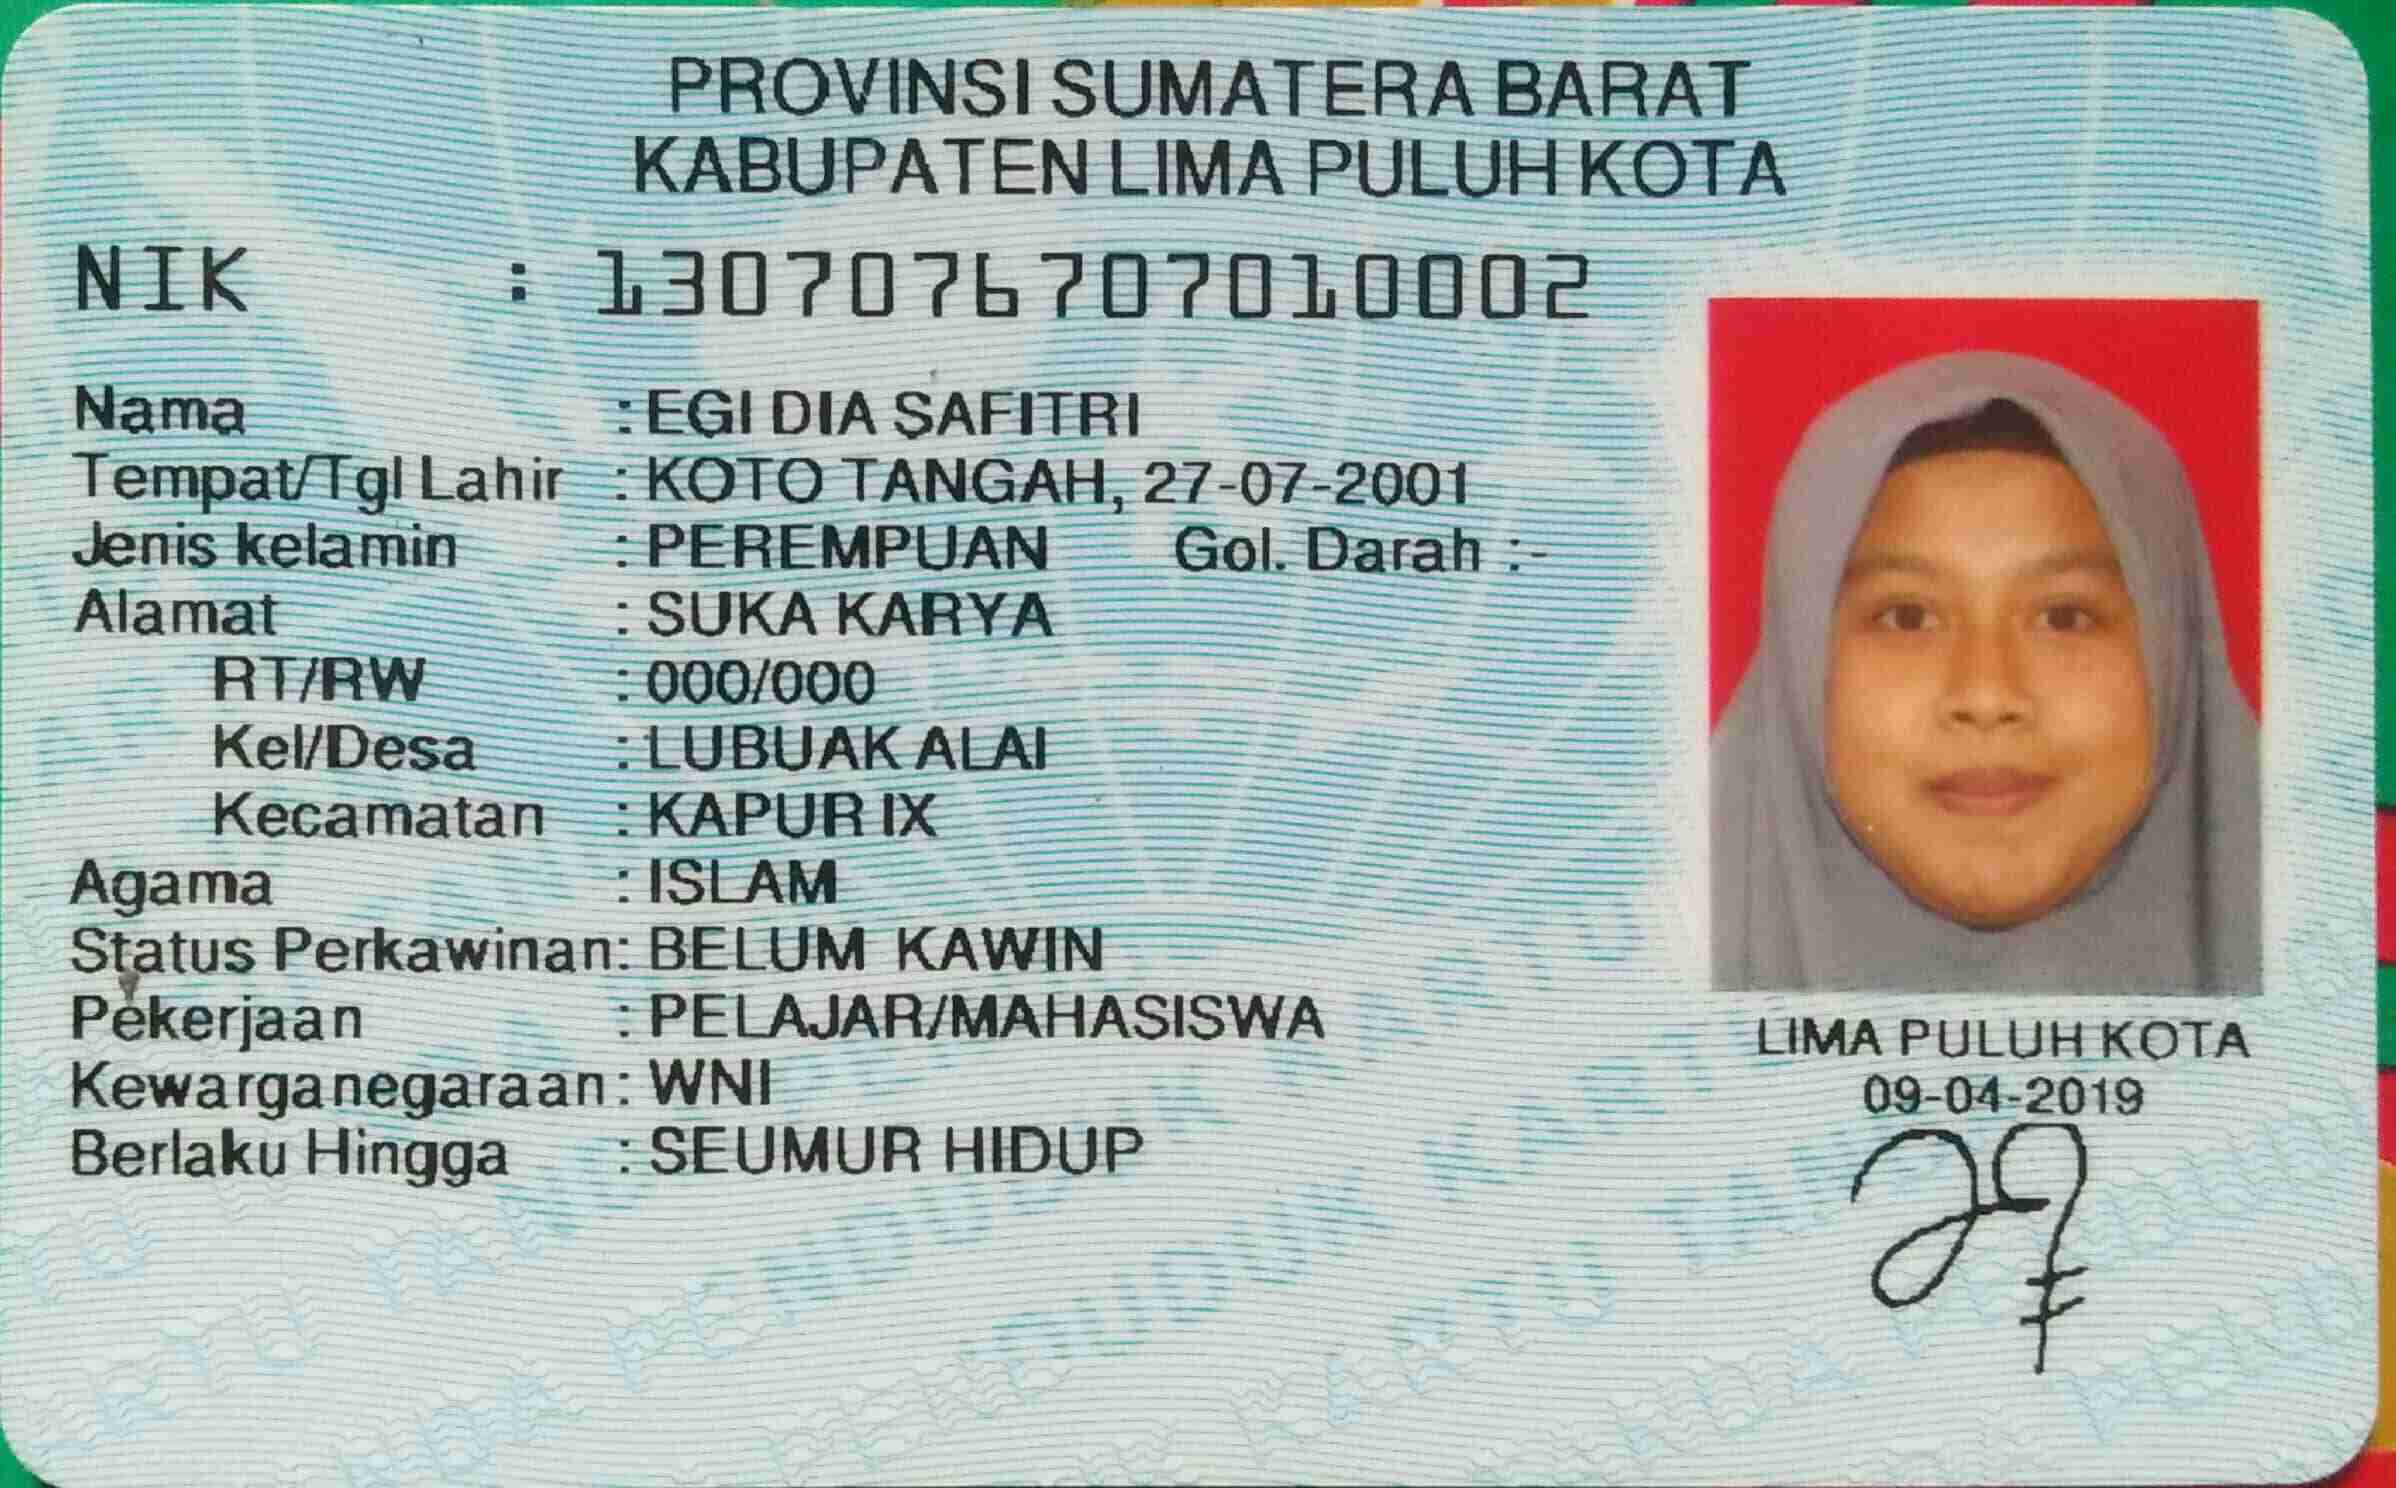 PROVINSI SUMATERA BARAT
KABUPATEN LIMA PULUH KOTA
NIK : 1307076707010002
Nama : EGI DIA SAFITRI
Tempat/Tgl Lahir : KOTO TANGAH, 27-07-2001
Jenis kelamin : PEREMPUAN Gol. Darah :-
Alamat : SUKA KARYA
RT/RW : 000/000
Kel/Desa : LUBUAK ALAI
Kecamatan : KAPUR IX
Agama : ISLAM
Status Perkawinan: BELUM KAWIN
Pekerjaan : PELAJAR/MAHASISWA
Kewarganegaraan: WNI
Berlaku Hingga : SEUMUR HIDUP
LIMA PULUH KOTA
09-04-2019